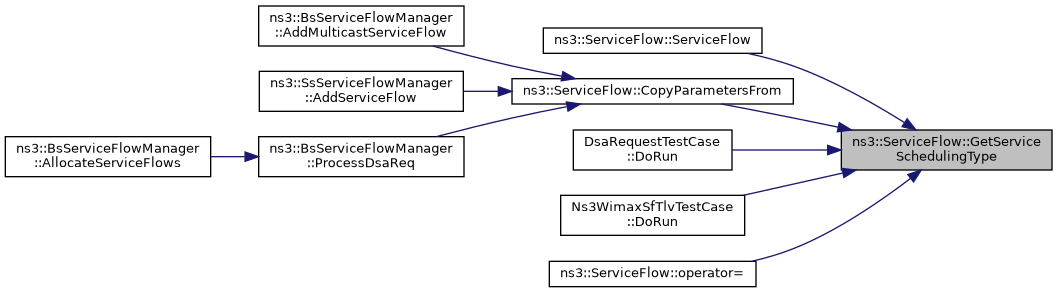 ns3::BsServiceFlowManager
::AddMulticastServiceFlow
ns3::ServiceFlow::ServiceFlow
ns3::SsServiceFlowManager
::AddServiceFlow
ns3::ServiceFlow::CopyParametersFrom
ns3::BsServiceFlowManager
::AllocateServiceFlows
ns3::BsServiceFlowManager
::ProcessDsaReq
DsaRequestTestCase
::DoRun
ns3::ServiceFlow::GetService
SchedulingType
Ns3WimaxSfTlvTestCase
::DoRun
ns3::ServiceFlow::operator=